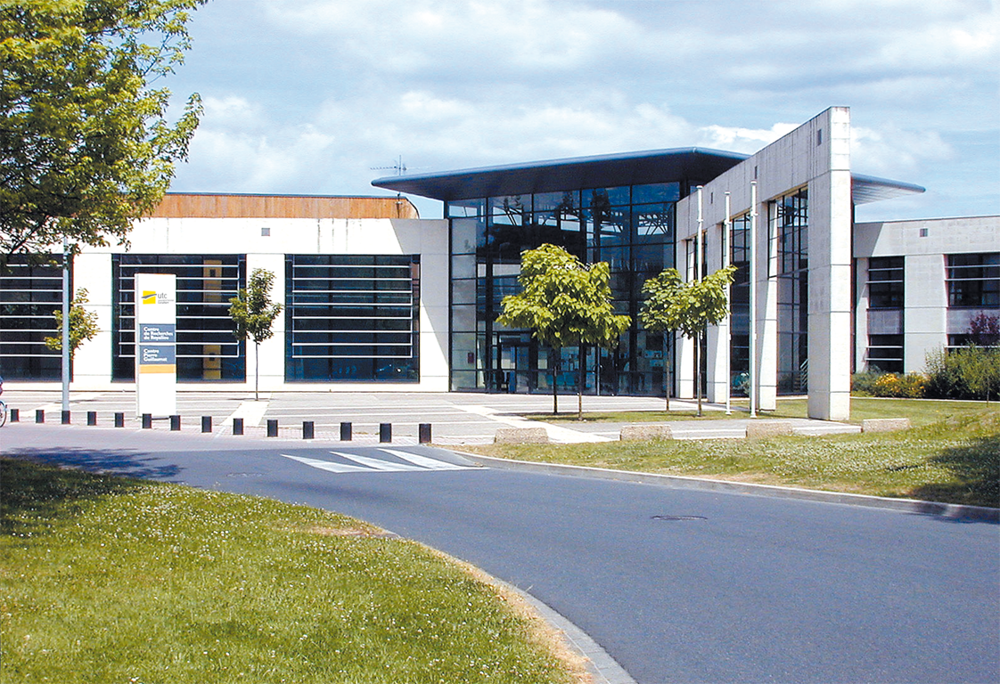 utc
Centre
de Recherches
de Royallieu
Centre
Pierre
Guillaumat